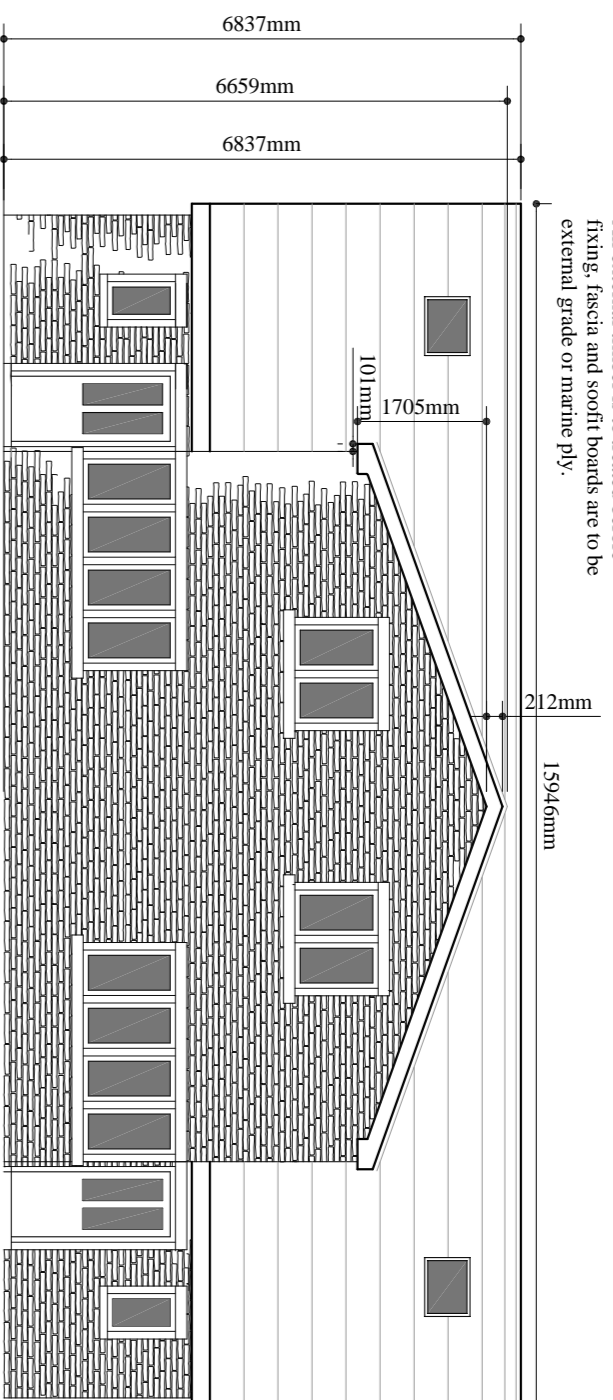 6837mm
6659mm
6837mm
fixing, fascia and soofit boards are to be
external grade or marine ply.
101mm
1705mm
212mm
15946mm